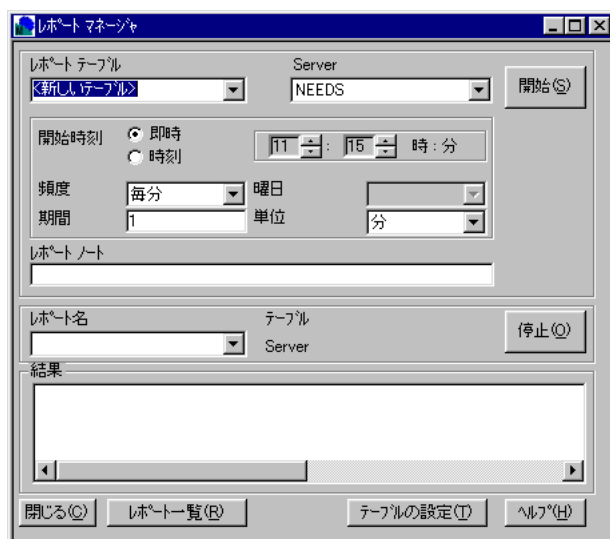 ﾚﾎﾟｰﾄ ﾏﾈｰｼﾞｬ
ﾚﾎﾟｰﾄ ﾃｰﾌﾞﾙ Server
<新しいﾃｰﾌﾞﾙ> NEEDS 開始(S)
開始時刻 即時 11 : 15 時 : 分
時刻
頻度 毎分 曜日
期間 1 単位 分
ﾚﾎﾟｰﾄ ﾉｰﾄ
ﾚﾎﾟｰﾄ名 ﾃｰﾌﾞﾙ 停止(O)
Server
結果
閉じる(C) ﾚﾎﾟｰﾄ一覧(R) ﾃｰﾌﾞﾙの設定(T) ﾍﾙﾌﾟ(H)